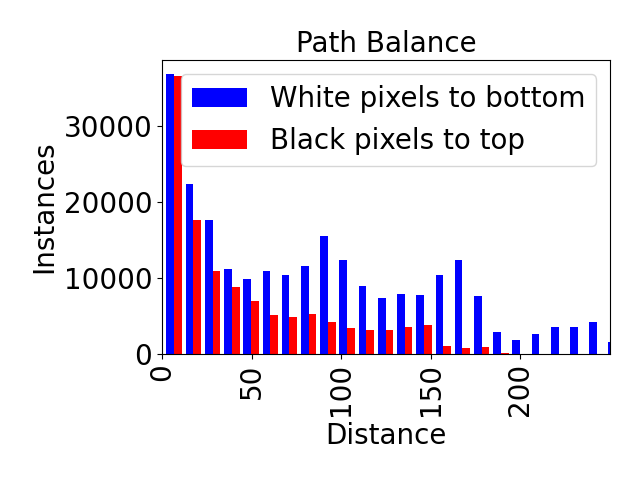 Path Balance
White pixels to bottom
Black pixels to top
Instances
30000
20000
10000
0
0
50
100
150
200
Distance